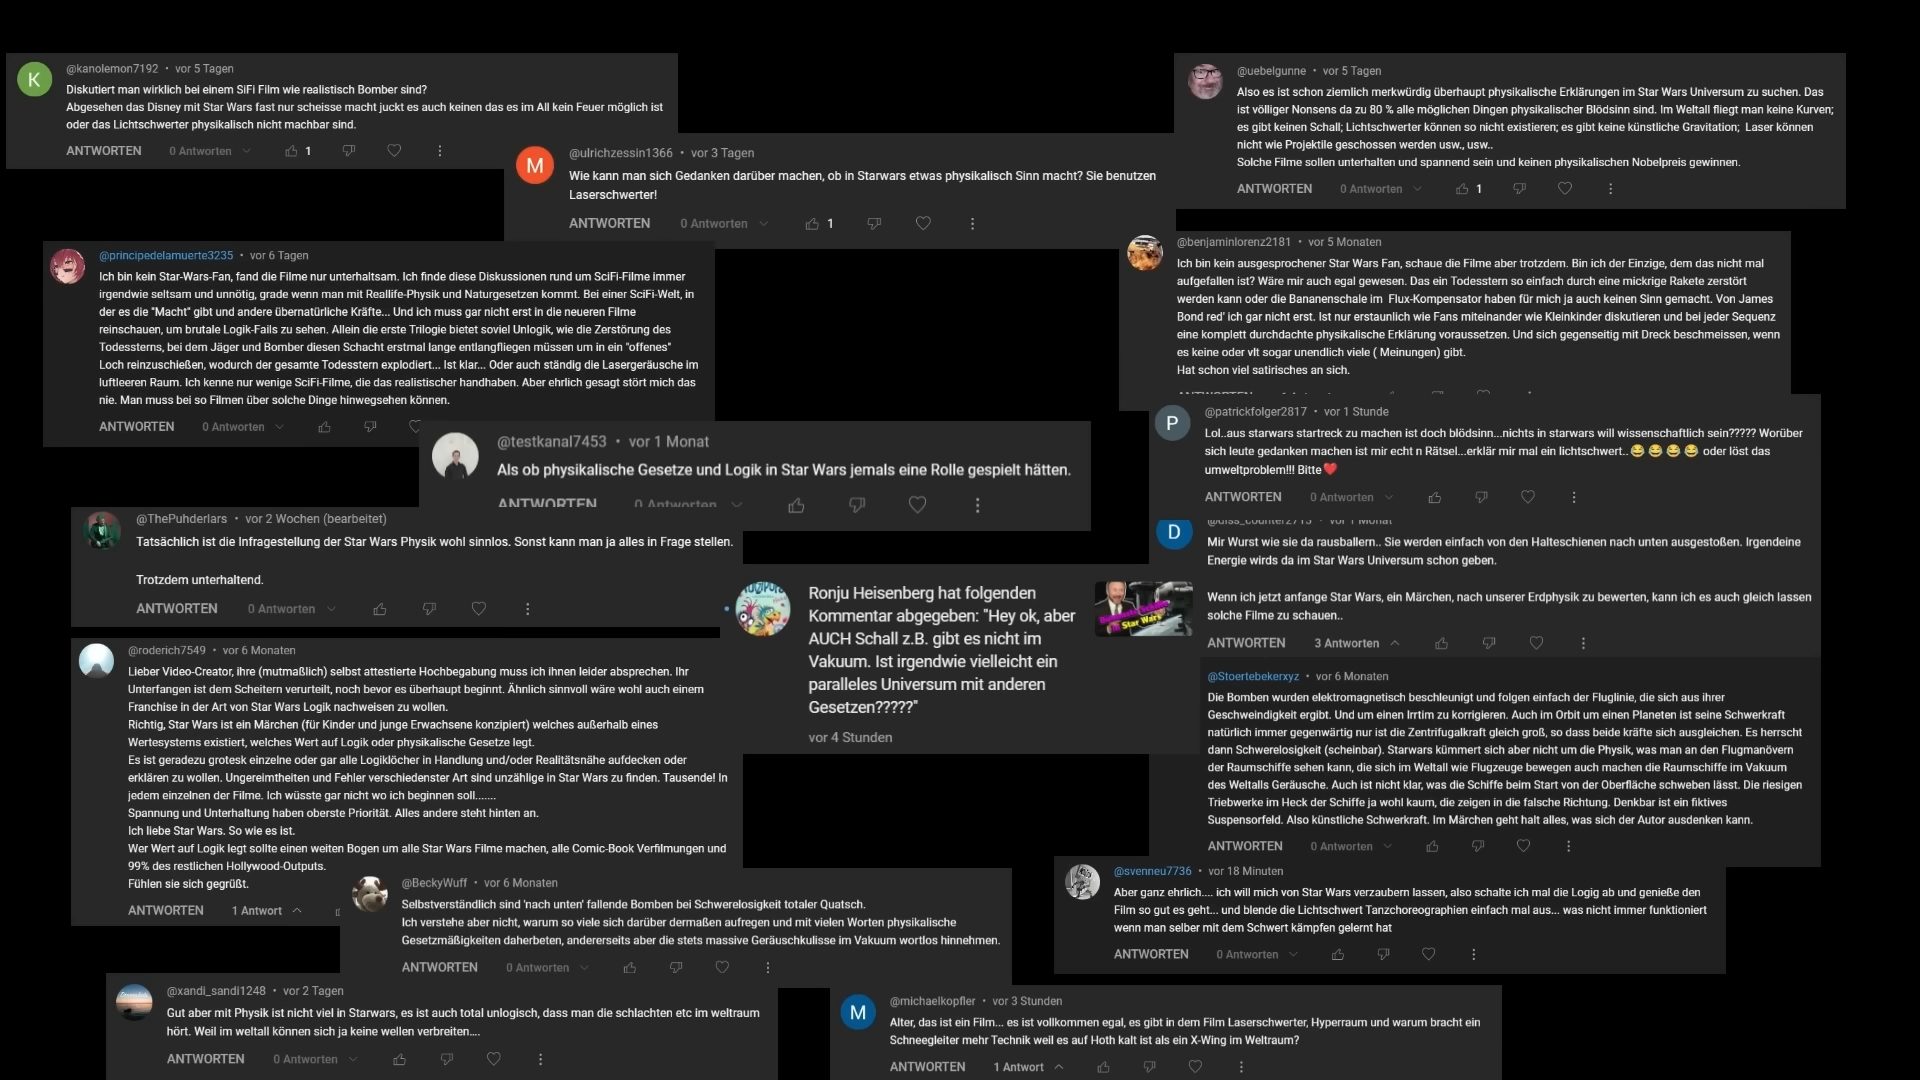 K
@kanolemon7192 • vor 5 Tagen
Diskutiert man wirklich bei einem SiFi Film wie realistisch Bomber sind?
Abgesehen das Disney mit Star Wars fast nur scheisse macht juckt es auch keinen das es im All kein Feuer möglich ist
oder das Lichtschwerter physikalisch nicht machbar sind.
ANTWORTEN 0 Antworten 1
@uebelgunne • vor 5 Tagen
Also es ist schon ziemlich merkwürdig überhaupt physikalische Erklärungen im Star Wars Universum zu suchen. Das
ist völliger Nonsens da zu 80 % alle möglichen Dingen physikalischer Blödsinn sind. Im Weltall fliegt man keine Kurven;
es gibt keinen Schall; Lichtschwerter können so nicht existieren; es gibt keine künstliche Gravitation; Laser können
nicht wie Projektile geschossen werden usw., usw..
Solche Filme sollen unterhalten und spannend sein und keinen physikalischen Nobelpreis gewinnen.
ANTWORTEN 0 Antworten 1
M
@ulrichzessin1366 • vor 3 Tagen
Wie kann man sich Gedanken darüber machen, ob in Starwars etwas physikalisch Sinn macht? Sie benutzen
Laserschwerter!
ANTWORTEN 0 Antworten 1
@principedelamuerte3235 • vor 6 Tagen
Ich bin kein Star-Wars-Fan, fand die Filme nur unterhaltsam. Ich finde diese Diskussionen rund um SciFi-Filme immer
irgendwie seltsam und unnötig, grade wenn man mit Reallife-Physik und Naturgesetzen kommt. Bei einer SciFi-Welt, in
der es die "Macht" gibt und andere übernatürliche Kräfte... Und ich muss gar nicht erst in die neueren Filme
reinschauen, um brutale Logik-Fails zu sehen. Allein die erste Trilogie bietet soviel Unlogik, wie die Zerstörung des
Todessterns, bei dem Jäger und Bomber diesen Schacht erstmal lange entlangfliegen müssen um in ein "offenes"
Loch reinzuschießen, wodurch der gesamte Todesstern explodiert... Ist klar... Oder auch ständig die Lasergeräusche im
luftleeren Raum. Ich kenne nur wenige SciFi-Filme, die das realistischer handhaben. Aber ehrlich gesagt stört mich das
nie. Man muss bei so Filmen über solche Dinge hinwegsehen können.
ANTWORTEN 0 Antworten
@benjaminlorenz2181 • vor 5 Monaten
Ich bin kein ausgesprochener Star Wars Fan, schaue die Filme aber trotzdem. Bin ich der Einzige, dem das nicht mal
aufgefallen ist? Wäre mir auch egal gewesen. Das ein Todesstern so einfach durch eine mickrige Rakete zerstört
werden kann oder die Bananenschale im Flux-Kompensator haben für mich ja auch keinen Sinn gemacht. Von James
Bond red' ich gar nicht erst. Ist nur erstaunlich wie Fans miteinander wie Kleinkinder diskutieren und bei jeder Sequenz
eine komplett durchdachte physikalische Erklärung voraussetzen. Und sich gegenseitig mit Dreck beschmeissen, wenn
es keine oder vlt sogar unendlich viele ( Meinungen) gibt.
Hat schon viel satirisches an sich.
@testkanal7453 • vor 1 Monat
Als ob physikalische Gesetze und Logik in Star Wars jemals eine Rolle gespielt hätten.
ANTWORTEN 0 Antworten
P
@patrickfolger2817 • vor 1 Stunde
Lol..aus starwars startreck zu machen ist doch blödsinn...nichts in starwars will wissenschaftlich sein????? Worüber
sich leute gedanken machen ist mir echt n Rätsel...erklär mir mal ein lichtschwert..😂 😂 😂 😂 oder löst das
umweltproblem!!! Bitte❤️
ANTWORTEN 0 Antworten
@ThePuhderlars • vor 2 Wochen (bearbeitet)
Tatsächlich ist die Infragestellung der Star Wars Physik wohl sinnlos. Sonst kann man ja alles in Frage stellen.
Trotzdem unterhaltend.
ANTWORTEN 0 Antworten
D
vor 1 Monat
Mir Wurst wie sie da rausballern.. Sie werden einfach von den Halteschienen nach unten ausgestoßen. Irgendeine
Energie wirds da im Star Wars Universum schon geben.
Wenn ich jetzt anfange Star Wars, ein Märchen, nach unserer Erdphysik zu bewerten, kann ich es auch gleich lassen
solche Filme zu schauen..
ANTWORTEN 3 Antworten
Ronju Heisenberg hat folgenden
Kommentar abgegeben: "Hey ok, aber
AUCH Schall z.B. gibt es nicht im
Vakuum. Ist irgendwie vielleicht ein
paralleles Universum mit anderen
Gesetzen?????"
vor 4 Stunden
Star Wars
@roderich7549 • vor 6 Monaten
Lieber Video-Creator, ihre (mutmaßlich) selbst attestierte Hochbegabung muss ich ihnen leider absprechen. Ihr
Unterfangen ist dem Scheitern verurteilt, noch bevor es überhaupt beginnt. Ähnlich sinnvoll wäre wohl auch einem
Franchise in der Art von Star Wars Logik nachweisen zu wollen.
Richtig, Star Wars ist ein Märchen (für Kinder und junge Erwachsene konzipiert) welches außerhalb eines
Wertesystems existiert, welches Wert auf Logik oder physikalische Gesetze legt.
Es ist geradezu grotesk einzelne oder gar alle Logiklöcher in Handlung und/oder Realitätsnähe aufdecken oder
erklären zu wollen. Ungereimtheiten und Fehler verschiedenster Art sind unzählige in Star Wars zu finden. Tausende! In
jedem einzelnen der Filme. Ich wüsste gar nicht wo ich beginnen soll.......
Spannung und Unterhaltung haben oberste Priorität. Alles andere steht hinten an.
Ich liebe Star Wars. So wie es ist.
Wer Wert auf Logik legt sollte einen weiten Bogen um alle Star Wars Filme machen, alle Comic-Book Verfilmungen und
99% des restlichen Hollywood-Outputs.
Fühlen sie sich gegrüßt.
ANTWORTEN 1 Antwort
@Stoertebekerxyz • vor 6 Monaten
Die Bomben wurden elektromagnetisch beschleunigt und folgen einfach der Fluglinie, die sich aus ihrer
Geschweindigkeit ergibt. Und um einen Irrtim zu korrigieren. Auch im Orbit um einen Planeten ist seine Schwerkraft
natürlich immer gegenwärtig nur ist die Zentrifugalkraft gleich groß, so dass beide kräfte sich ausgleichen. Es herrscht
dann Schwerelosigkeit (scheinbar). Starwars kümmert sich aber nicht um die Physik, was man an den Flugmanövern
der Raumschiffe sehen kann, die sich im Weltall wie Flugzeuge bewegen auch machen die Raumschiffe im Vakuum
des Weltalls Geräusche. Auch ist nicht klar, was die Schiffe beim Start von der Oberfläche schweben lässt. Die riesigen
Triebwerke im Heck der Schiffe ja wohl kaum, die zeigen in die falsche Richtung. Denkbar ist ein fiktives
Suspensorfeld. Also künstliche Schwerkraft. Im Märchen geht halt alles, was sich der Autor ausdenken kann.
ANTWORTEN 0 Antworten
@BeckyWuff • vor 6 Monaten
Selbstverständlich sind 'nach unten' fallende Bomben bei Schwerelosigkeit totaler Quatsch.
Ich verstehe aber nicht, warum so viele sich darüber dermaßen aufregen und mit vielen Worten physikalische
Gesetzmäßigkeiten daherbeten, andererseits aber die stets massive Geräuschkulisse im Vakuum wortlos hinnehmen.
ANTWORTEN 0 Antworten
@svenneu7736 • vor 18 Minuten
Aber ganz ehrlich.... ich will mich von Star Wars verzaubern lassen, also schalte ich mal die Logig ab und genieße den
Film so gut es geht... und blende die Lichtschwert Tanzchoreographien einfach mal aus... was nicht immer funktioniert
wenn man selber mit dem Schwert kämpfen gelernt hat
ANTWORTEN 0 Antworten
@xandi_sandi1248 • vor 2 Tagen
Gut aber mit Physik ist nicht viel in Starwars, es ist auch total unlogisch, dass man die schlachten etc im weltraum
hört. Weil im weltall können sich ja keine wellen verbreiten....
ANTWORTEN 0 Antworten
M
@michaelkopfler • vor 3 Stunden
Alter, das ist ein Film... es ist vollkommen egal, es gibt in dem Film Laserschwerter, Hyperraum und warum bracht ein
Schneegleiter mehr Technik weil es auf Hoth kalt ist als ein X-Wing im Weltraum?
ANTWORTEN 1 Antwort